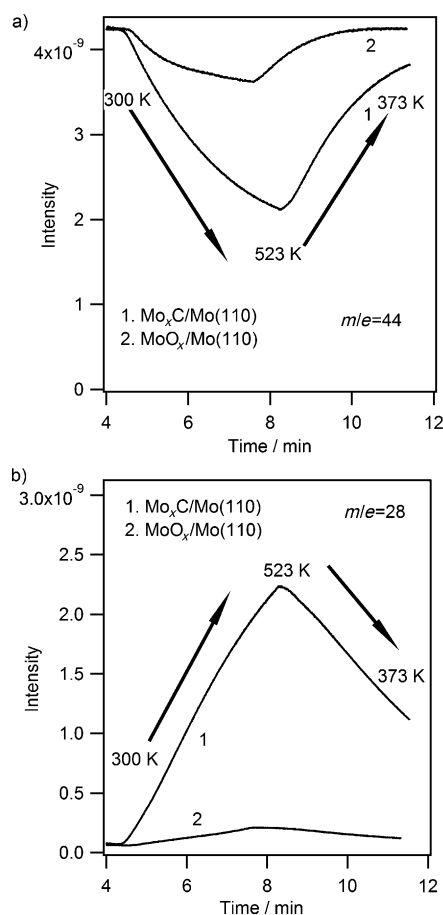 a)
4x10⁻⁹
300 K
2
1
373 K
3
Intensity
2
523 K
1. MoₓC/Mo(110)
m/e=44
1
2. MoOₓ/Mo(110)
0
4 6 8 10 12
Time / min
b)
3.0x10⁻⁹
1. MoₓC/Mo(110)
m/e=28
2. MoOₓ/Mo(110)
2.5
523 K
2.0
373 K
Intensity
1.5
1.0
1
300 K
0.5
2
0.0
4 6 8 10 12
Time / min